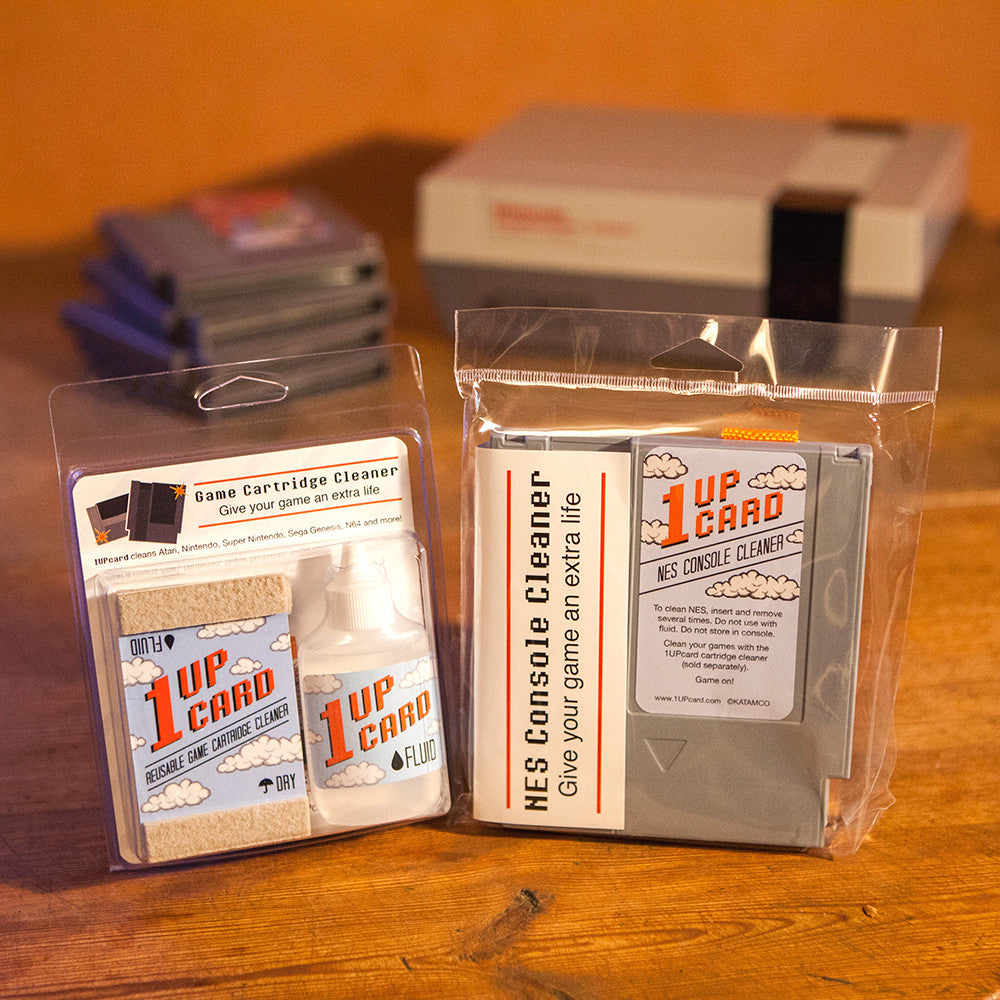 Game Cartridge Cleaner
Give your game an extra life
1UPcard cleans Atari, Nintendo, Super Nintendo, Sega Genesis, N64 and more!
FLUID
1UP
CARD
REUSABLE GAME CARTRIDGE CLEANER
DRY
1UP
CARD
FLUID
NES Console Cleaner
Give your game an extra life
1UP
CARD
NES CONSOLE CLEANER
To clean NES, insert and remove
several times. Do not use with
fluid. Do not store in console.
Clean your games with the
1UPcard cartridge cleaner
(sold separately).
Game on!
www.1UPcard.com ©KATAMCO